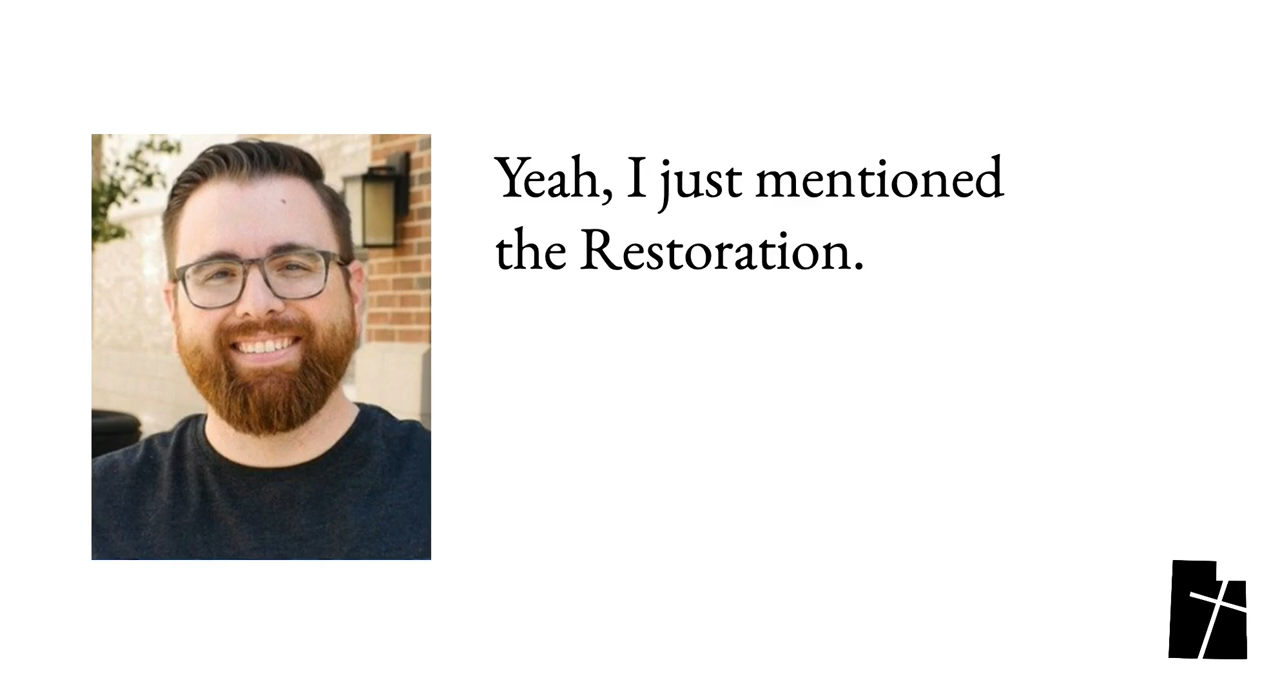 Yeah, I just mentioned
the Restoration.